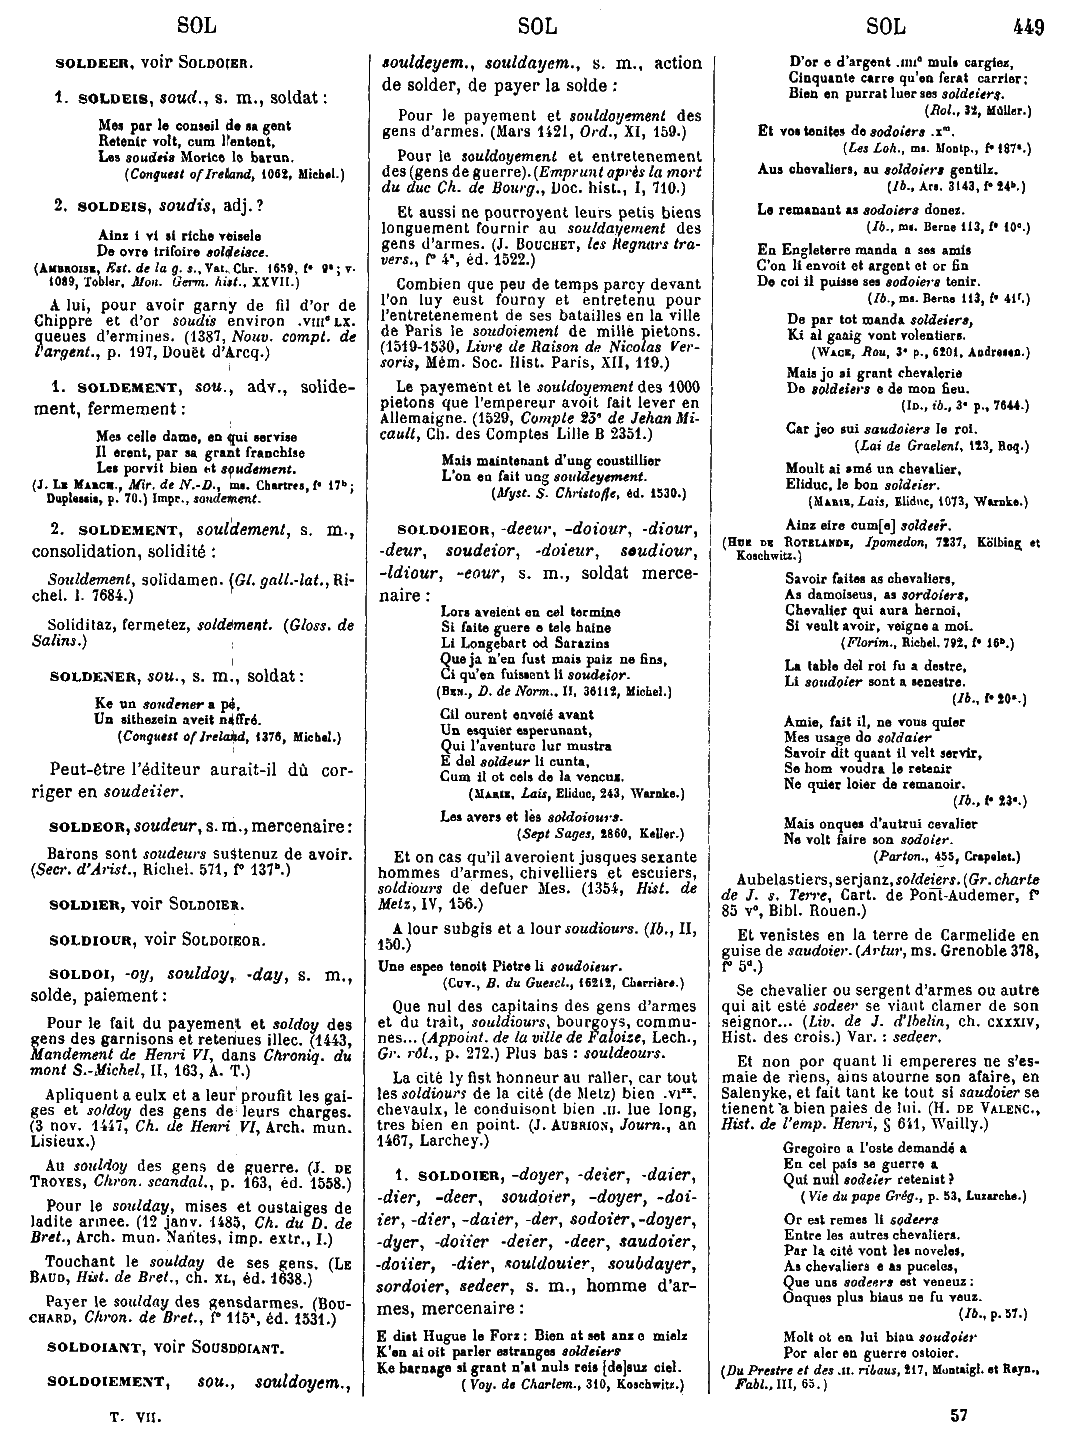 SOL
SOL
SOL 449
SOLDEER, voir SOLDOIER.
1. SOLDEIS, soud., s. m., soldat :
Mes par le conseil de sa gent
Retenir volt, cum l'entent,
Les soudeis Morice le barun.
(Conquest of Ireland, 1062, Michel.)
2. SOLDEIS, soudis, adj. ?
Ainz i vi si riche veisele
De ovre trifoire soldeisce.
(AMBROISE, Est. de la g. s., Vat. Chr. 1659, f° 9a; v.
1089, Tobler, Mon. Germ. hist., XXVII.)
A lui, pour avoir garny de fil d'or de
Chippre et d'or soudis environ .VIIIc LX.
queues d'ermines. (1387, Nouv. compt. de
l'argent., p. 197, Douët d'Arcq.)
1. SOLDEMENT, sou., adv., solide-
ment, fermement :
Mes celle dame, en qui servise
Il erent, par sa grant franchise
Les porvit bien et soudement.
(J. LE MARCH., Mir. de N.-D., ms. Chartres, f° 17b;
Duplessis, p. 70.) Impr., sondement.
2. SOLDEMENT, souldement, s. m.,
consolidation, solidité :
Souldement, solidamen. (Gl. gall.-lat., Ri-
chel. l. 7684.)
Soliditaz, fermetez, soldement. (Gloss. de
Salins.)
SOLDENER, sou., s. m., soldat :
Ke un soudener a pé,
Un sithezein aveit naffré.
(Conquest of Ireland, 1376, Michel.)
Peut-être l'éditeur aurait-il dû cor-
riger en soudeiier.
SOLDEOR, soudeur, s. m., mercenaire :
Barons sont soudeurs sustenuz de avoir.
(Secr. d'Arist., Richel. 571, f° 137b.)
SOLDIER, voir SOLDOIER.
SOLDIOUR, voir SOLDOIEOR.
SOLDOI, -oy, souldoy, -day, s. m.,
solde, paiement :
Pour le fait du payement et soldoy des
gens des garnisons et retenues illec. (1443,
Mandement de Henri VI, dans Chroniq. du
mont S.-Michel, II, 163, A. T.)
Apliquent a eulx et a leur proufit les gai-
ges et soldoy des gens de leurs charges.
(3 nov. 1447, Ch. de Henri VI, Arch. mun.
Lisieux.)
Au souldoy des gens de guerre. (J. DE
TROYES, Chron. scandal., p. 163, éd. 1558.)
Pour le soulday, mises et oustaiges de
ladite armee. (12 janv. 1485, Ch. du D. de
Bret., Arch. mun. Nantes, imp. extr., I.)
Touchant le soulday de ses gens. (LE
BAUD, Hist. de Bret., ch. XL, éd. 1638.)
Payer le soulday des gensdarmes. (BOU-
CHARD, Chron. de Bret., f° 115a, éd. 1531.)
SOLDOIANT, voir SOUSDOIANT.
SOLDOIEMENT, sou., souldoyem.,
souldeyem., souldayem., s. m., action
de solder, de payer la solde :
Pour le payement et souldoyement des
gens d'armes. (Mars 1421, Ord., XI, 159.)
Pour le souldoyement et entretenement
des (gens de guerre). (Emprunt après la mort
du duc Ch. de Bourg., Doc. hist., I, 710.)
Et aussi ne pourroyent leurs petis biens
longuement fournir au souldayement des
gens d'armes. (J. BOUCHET, les Regnars tra-
vers., f° 4a, éd. 1522.)
Combien que peu de temps parcy devant
l'on luy eust fourny et entretenu pour
l'entretenement de ses batailles en la ville
de Paris le soudoiement de mille pietons.
(1519-1530, Livre de Raison de Nicolas Ver-
soris, Mém. Soc. Hist. Paris, XII, 119.)
Le payement et le souldoyement des 1000
pietons que l'empereur avoit fait lever en
Allemaigne. (1529, Compte 23e de Jehan Mi-
cault, Ch. des Comptes Lille B 2351.)
Mais maintenant d'ung coustillier
L'on en fait ung souldeyement.
(Myst. S. Christofle, éd. 1530.)
SOLDOIEOR, -deeur, -doiour, -diour,
-deur, soudeior, -doieur, soudiour,
-ldiour, -eour, s. m., soldat merce-
naire :
Lors aveient en cel termine
Si faite guere e tele haine
Li Longebart od Sarazins
Que ja n'en fust mais paiz ne fins,
Ci qu'en fuissent li soudeior.
(BEN., D. de Norm., II, 36112, Michel.)
Cil ourent enveié avant
Un esquier esperunant,
Qui l'aventure lur mustra
E del soldeur li cunta,
Cum il ot cels de la vencus.
(MARIE, Lais, Eliduc, 243, Warnke.)
Les avers et les soldoiours.
(Sept Sages, 2860, Keller.)
Et on cas qu'il averoient jusques sexante
hommes d'armes, chivelliers et escuiers,
soldiours de defuer Mes. (1354, Hist. de
Metz, IV, 156.)
A lour subgis et a lour soudiours. (Ib., II,
150.)
Une espee tenoit Pietre li soudoieur.
(CUV., B. du Guescl., 16212, Charrière.)
Que nul des capitains des gens d'armes
et du trait, souldiours, bourgoys, commu-
nes... (Appoint. de la ville de Faloize, Lech.,
Gr. rôl., p. 272.) Plus bas : souldeours.
La cité ly fist honneur au raller, car tout
les soldiours de la cité (de Metz) bien .VIxx.
chevaulx, le conduisont bien .II. lue long,
tres bien en point. (J. AUBRION, Journ., an
1467, Larchey.)
1. SOLDOIER, -doyer, -deier, -daier,
-dier, -deer, soudoier, -doyer, -doi-
ier, -dier, -daier, -der, sodoier, -doyer,
-dyer, -doiier -deier, -deer, saudoier,
-doiier, -dier, souldouier, soubdayer,
sordoier, sedeer, s. m., homme d'ar-
mes, mercenaire :
E dist Hugue le Forz : Bien at set anz e mielz
K'en ai oit parler estranges soldeiers
Ke barnage si grant n'at nuls reis [de]suz ciel.
(Voy. de Charlem., 310, Koschwitz.)
D'or e d'argent .IIIIc muls cargiez,
Cinquante carre qu'en ferat carrier ;
Bien en purrat luer ses soldeiers.
(Rol., 32, Müller.)
Et vos tenites de sodoiers .xm.
(Les Loh., ms. Montp., f° 187a.)
Aus chevaliers, au soldoiers gentilz.
(Ib., Ars. 3143, f° 24b.)
Le remanant as sodoiers donez.
(Ib., ms. Berne 113, f° 10c.)
En Engleterre manda a ses amis
C'on li envoit et argent et or fin
De coi il puisse ses sodoiers tenir.
(Ib., ms. Berne 113, f° 41f.)
De par tot manda soldeiers,
Ki al gaaig vont volentiers.
(WACE, Rou, 3e p., 6201, Andresen.)
Mais jo ai grant chevalerie
De soldeiers e de mon fieu.
(ID., ib., 3e p., 7644.)
Car jeo sui saudoiers le roi.
(Lai de Graelent, 123, Roq.)
Moult ai amé un chevalier,
Eliduc, le bon soldeier.
(MARIE, Lais, Eliduc, 1073, Warnke.)
Ainz eire cum[e] soldeer.
(HUE DE ROTELANDE, Ipomedon, 7237, Kölbing et
Koschwitz.)
Savoir faites as chevaliers,
As damoiseus, as sordoiers,
Chevalier qui aura hernoi,
Si veult avoir, veigne a moi.
(Florim., Richel. 792, f° 16b.)
La table del roi fu a destre,
Li soudoier sont a senestre.
(Ib., f° 20a.)
Amie, fait il, ne vous quier
Mes usage do soldaier
Savoir dit quant il velt servir,
Se hom voudra le retenir
Ne quier loier de remanoir.
(Ib., f° 23a.)
Mais onques d'autrui cevalier
Ne volt faire son sodoier.
(Parton., 455, Crapelet.)
Aubelastiers, serjanz, soldeiers. (Gr. charte
de J. s. Terre, Cart. de Pont-Audemer, f°
85 v°, Bibl. Rouen.)
Et venistes en la terre de Carmelide en
guise de saudoier. (Artur, ms. Grenoble 378,
f° 5d.)
Se chevalier ou sergent d'armes ou autre
qui ait esté sodeer se viaut clamer de son
seignor... (Liv. de J. d'Ibelin, ch. CXXXIV,
Hist. des crois.) Var. : sedeer.
Et non por quant li empereres ne s'es-
maie de riens, ains atourne son afaire, en
Salenyke, et fait tant ke tout si saudoier se
tienent a bien paies de lui. (H. DE VALENC.,
Hist. de l'emp. Henri, § 641, Wailly.)
Gregoire a l'oste demandé a
En cel païs se guerre a
Qui nuil sodeier retenist ?
(Vie du pape Grég., p. 53, Luzarche.)
Or est remes li sodeers
Entre les autres chevaliers.
Par la cité vont les noveles,
As chevaliers e as puceles,
Que uns sodeers est veneuz :
Onques plus biaus ne fu veuz.
(Ib., p. 57.)
Molt ot en lui biau soudoier
Por aler en guerre ostoier.
(Du Prestre et des .II. ribaus, 217, Montaigl. et Rayn.,
Fabl., III, 65.)
T. VII.
57